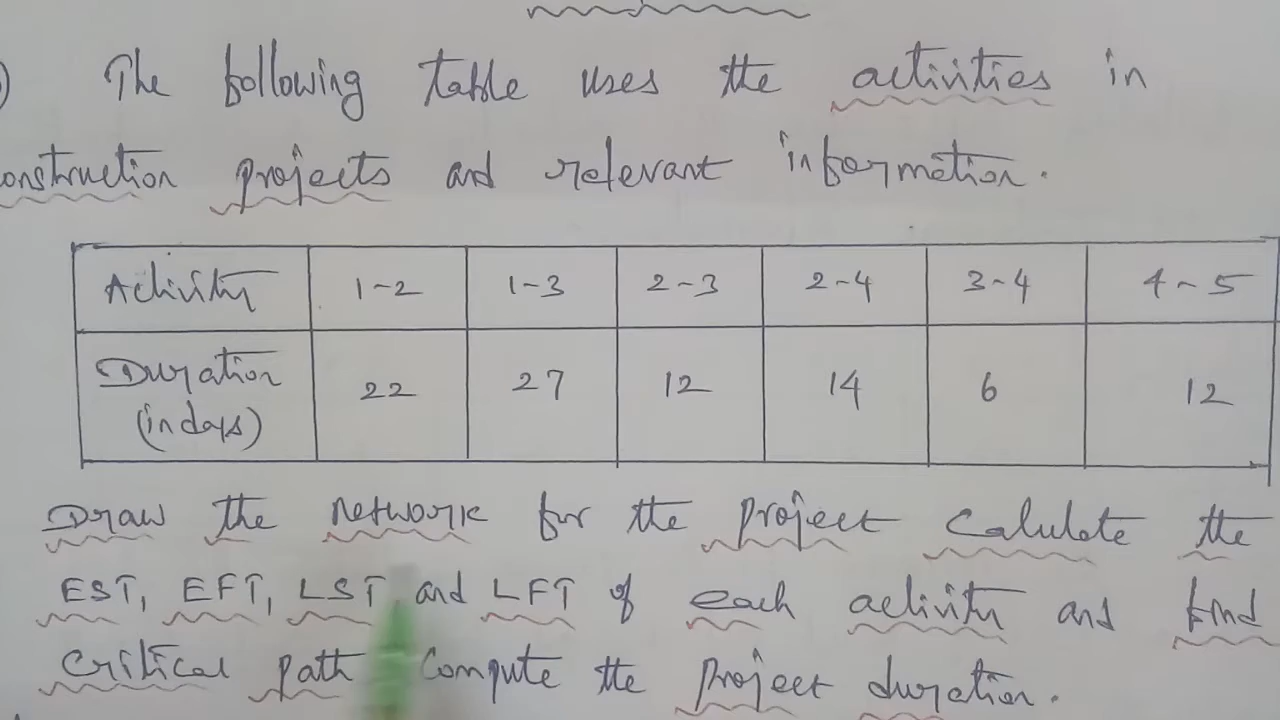 ) The following table uses the activities in
onstruction projects and relevant information.
Activity 1-2 1-3 2-3 2-4 3-4 4-5
Duration (in days) 22 27 12 14 6 12
Draw the network for the project Calulate the
EST, EFT, LST and LFT of each activity and find
Critical path Compute the project duration.